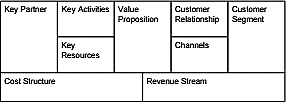 Key Partner
Key Activities
Value
Proposition
Customer
Relationship
Customer
Segment
Key
Resources
Channels
Cost Structure
Revenue Stream